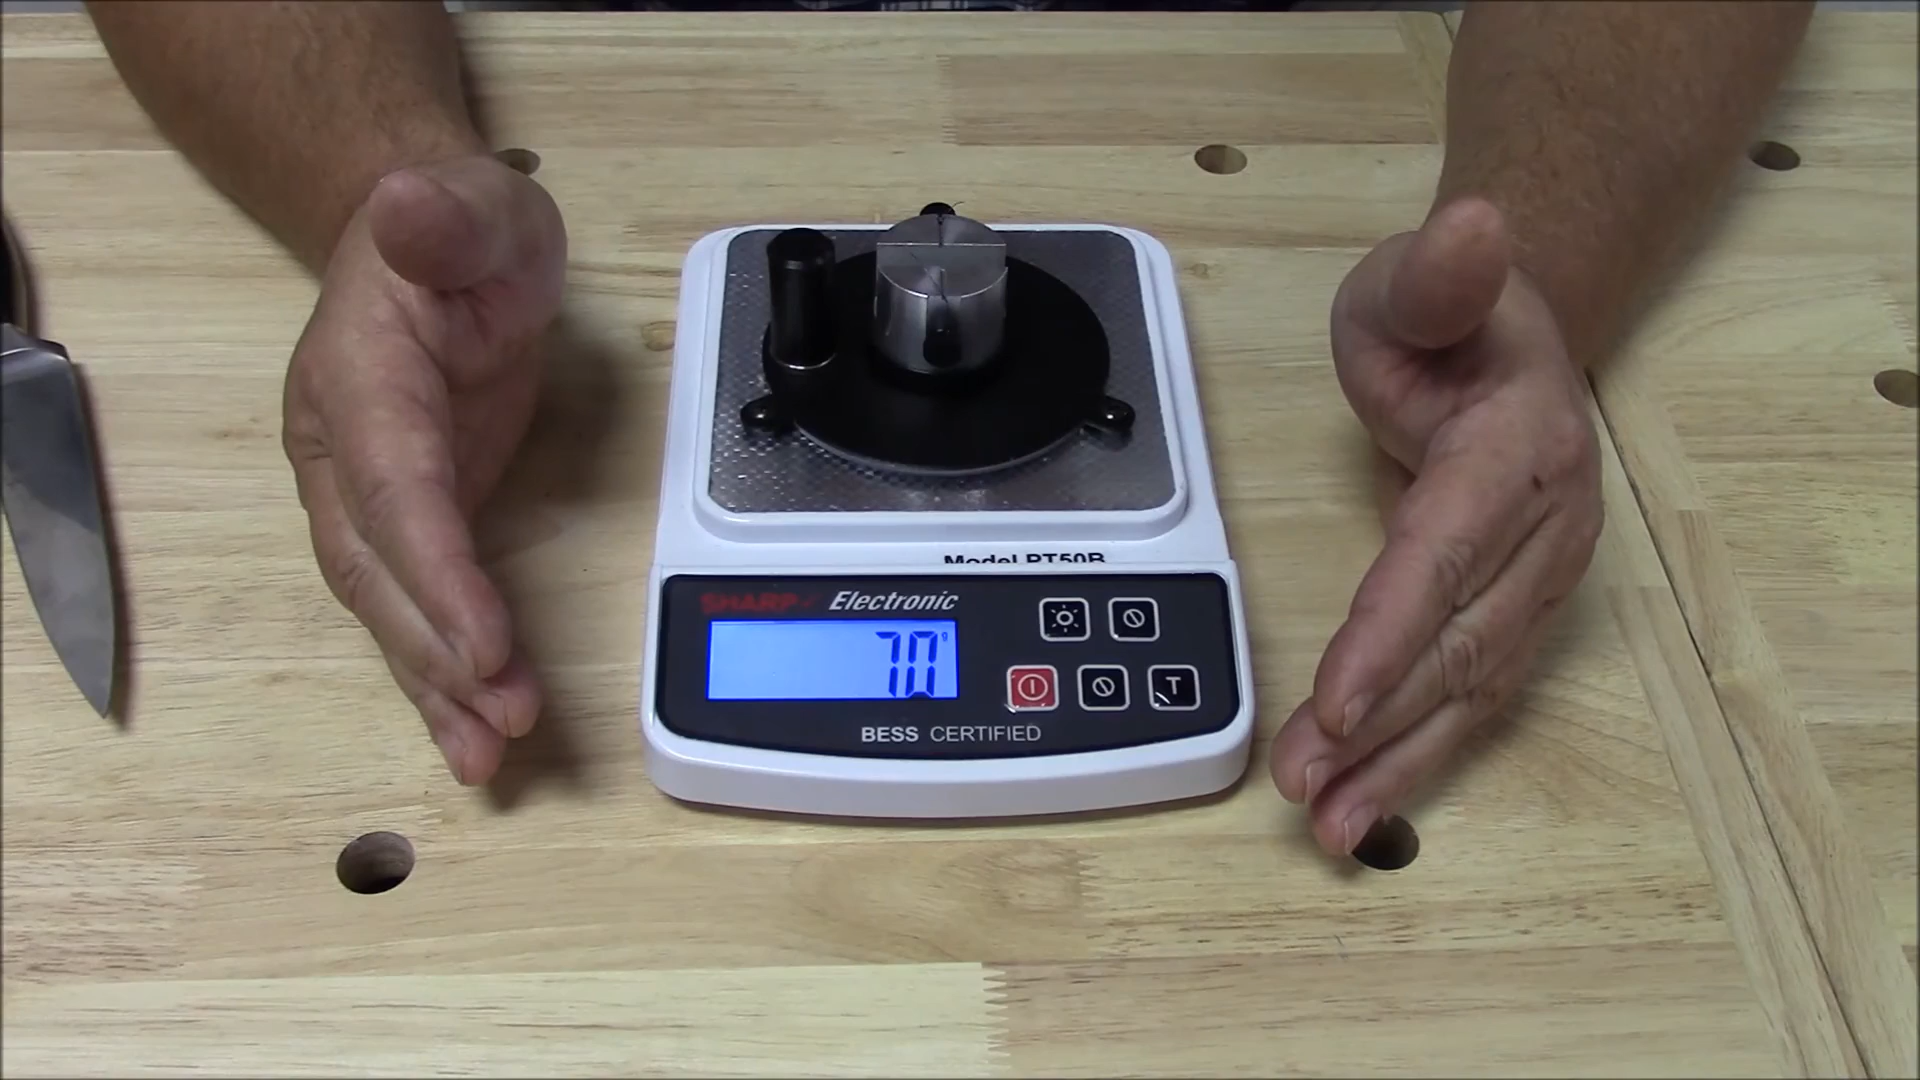 Model PT50B
SHARP Electronic
70 g
T
BESS CERTIFIED